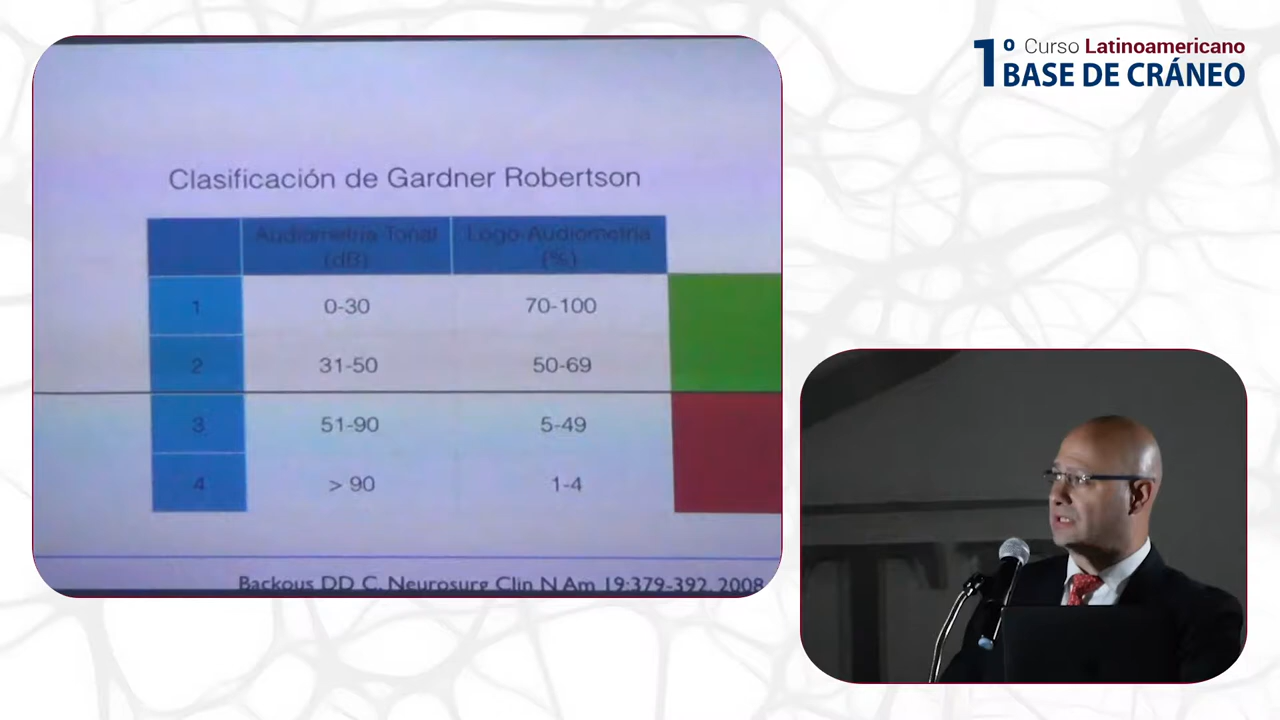 1º Curso Latinoamericano
BASE DE CRÁNEO
Clasificación de Gardner Robertson
Audiometría Tonal (dB)
Logo-Audiometría (%)
1 0-30 70-100
2 31-50 50-69
3 51-90 5-49
4 > 90 1-4
Backous DD C. Neurosurg Clin N Am 19:379-392, 2008